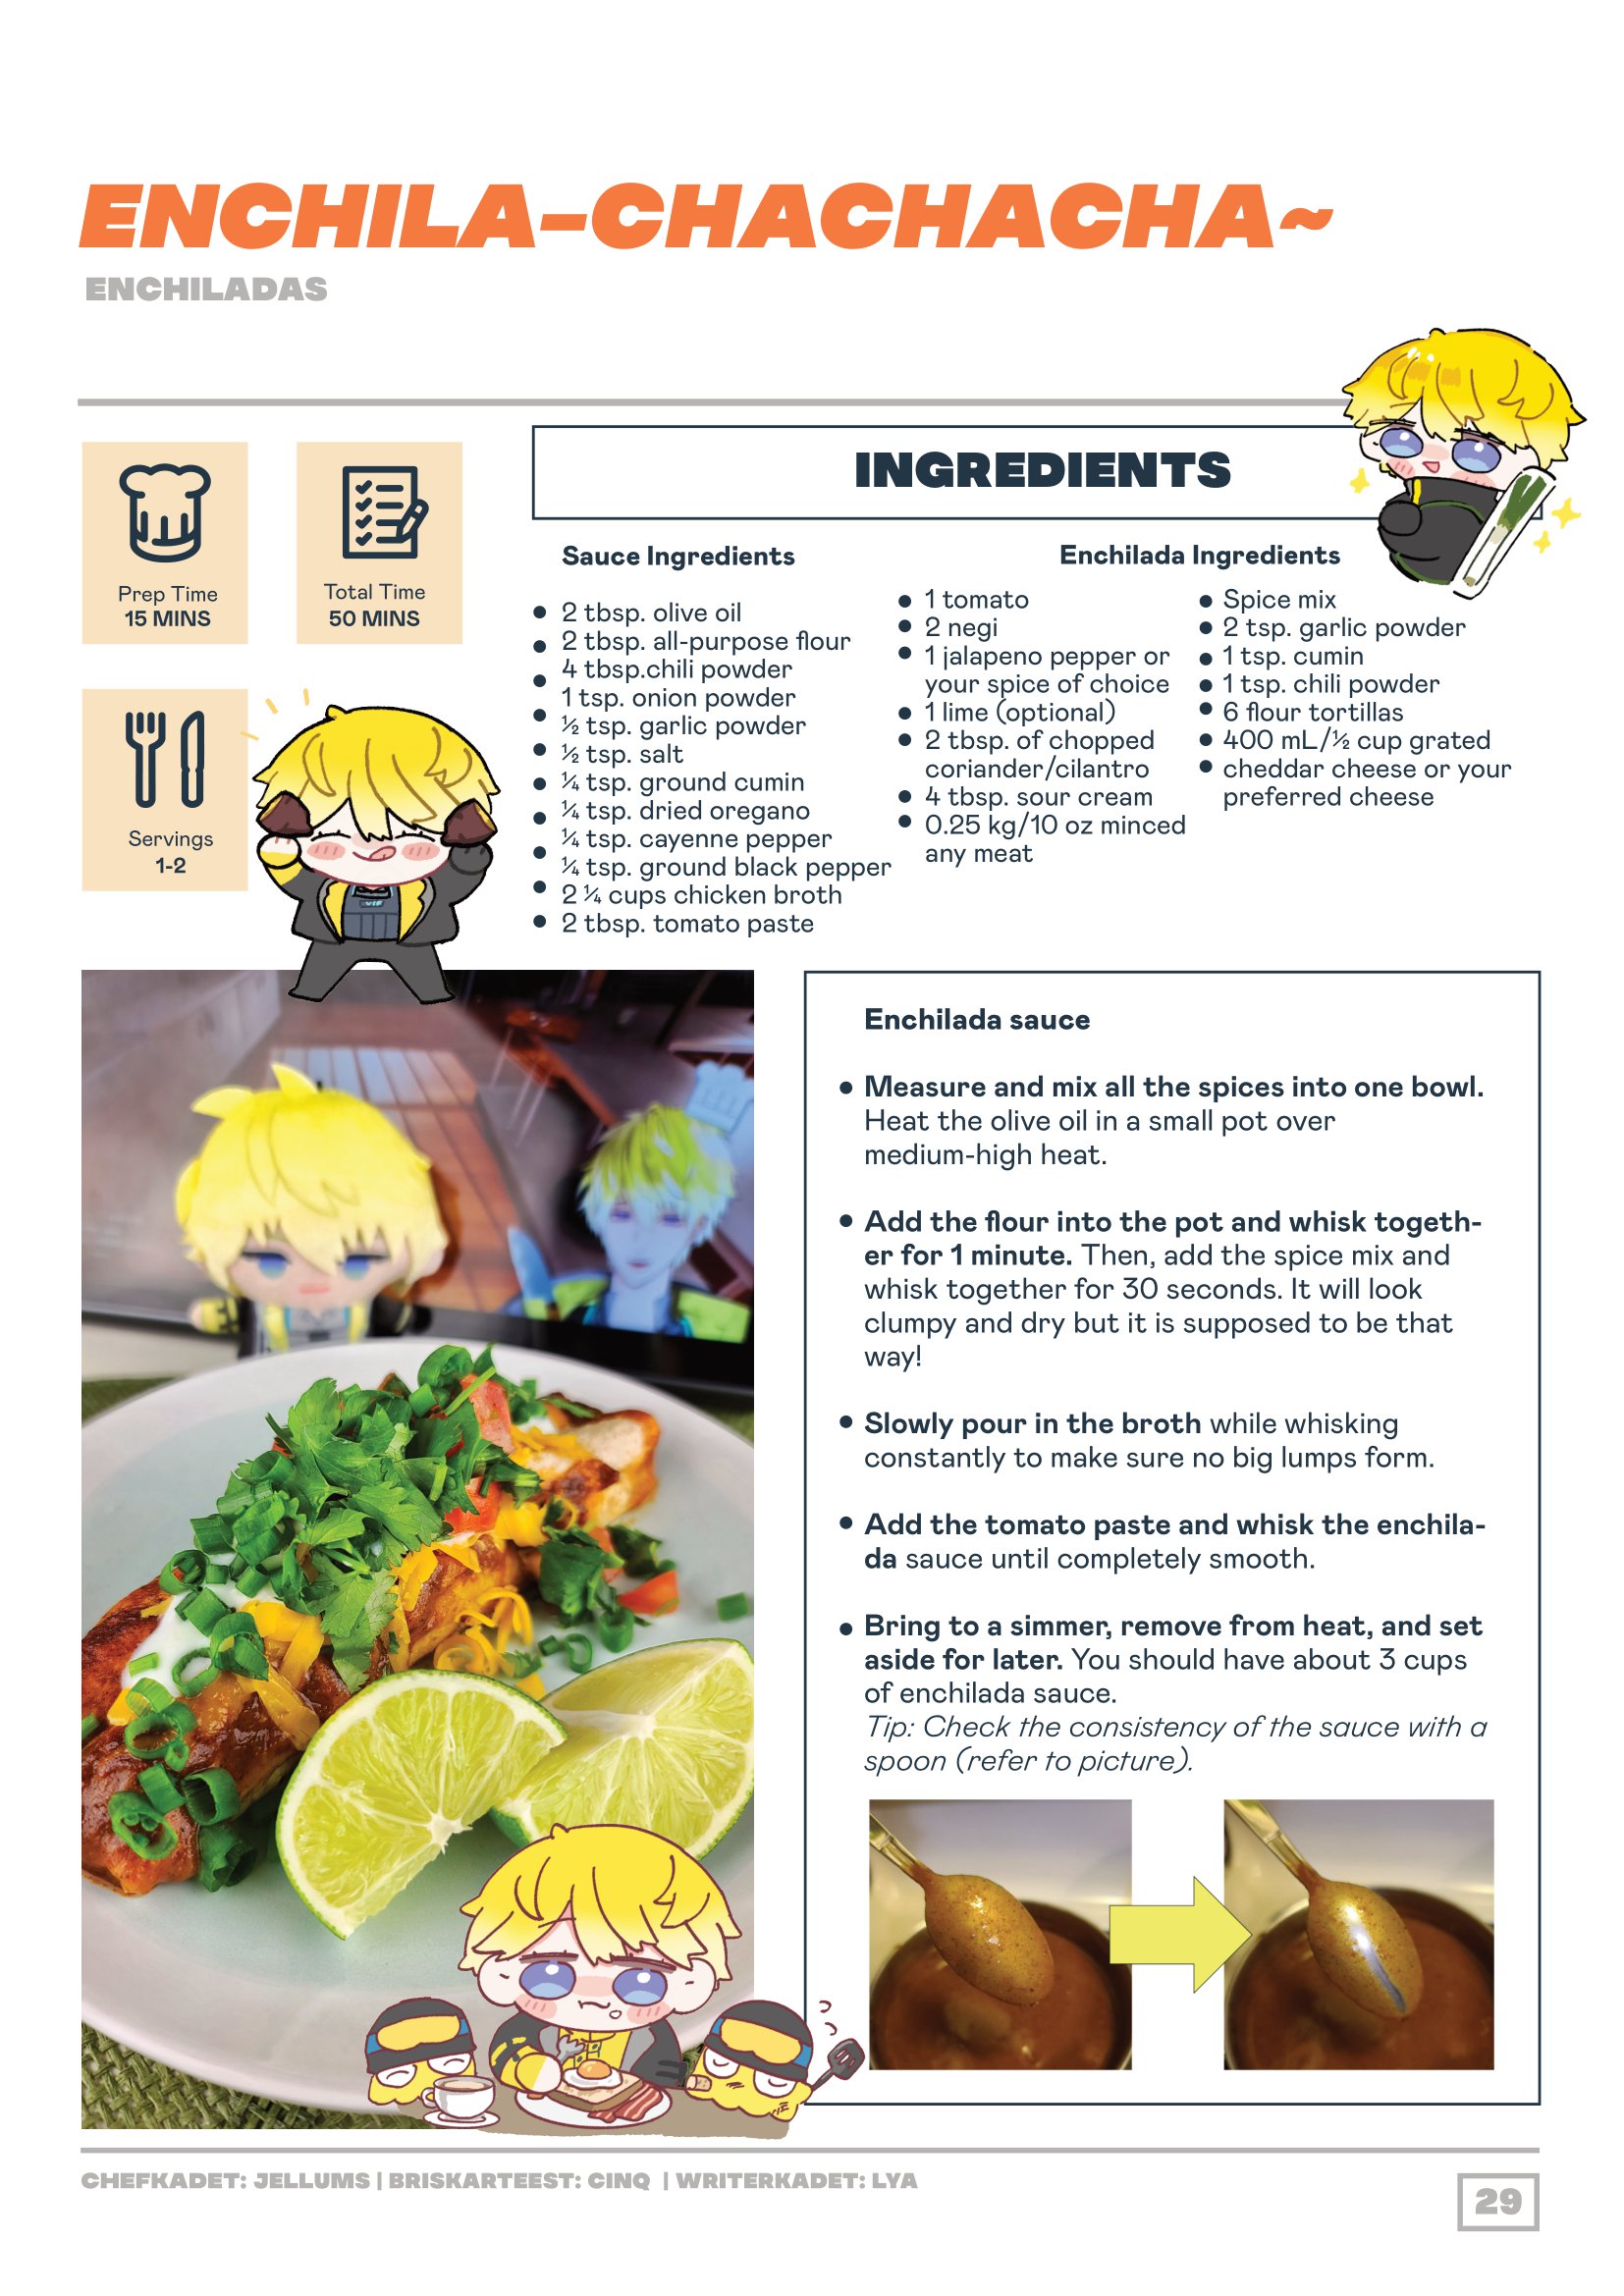 ENCHILA-CHACHACHA~
ENCHILADAS
Prep Time
15 MINS
Total Time
50 MINS
Servings
1-2
INGREDIENTS
Sauce Ingredients
• 2 tbsp. olive oil
• 2 tbsp. all-purpose flour
• 4 tbsp.chili powder
• 1 tsp. onion powder
• ½ tsp. garlic powder
• ½ tsp. salt
• ¼ tsp. ground cumin
• ¼ tsp. dried oregano
• ¼ tsp. cayenne pepper
• ¼ tsp. ground black pepper
• 2 ¼ cups chicken broth
• 2 tbsp. tomato paste
Enchilada Ingredients
• 1 tomato
• 2 negi
• 1 jalapeno pepper or
your spice of choice
• 1 lime (optional)
• 2 tbsp. of chopped
coriander/cilantro
• 4 tbsp. sour cream
• 0.25 kg/10 oz minced
any meat
• Spice mix
• 2 tsp. garlic powder
• 1 tsp. cumin
• 1 tsp. chili powder
• 6 flour tortillas
• 400 mL/½ cup grated
• cheddar cheese or your
preferred cheese
Enchilada sauce
• Measure and mix all the spices into one bowl.
Heat the olive oil in a small pot over
medium-high heat.
• Add the flour into the pot and whisk togeth-
er for 1 minute. Then, add the spice mix and
whisk together for 30 seconds. It will look
clumpy and dry but it is supposed to be that
way!
• Slowly pour in the broth while whisking
constantly to make sure no big lumps form.
• Add the tomato paste and whisk the enchila-
da sauce until completely smooth.
• Bring to a simmer, remove from heat, and set
aside for later. You should have about 3 cups
of enchilada sauce.
Tip: Check the consistency of the sauce with a
spoon (refer to picture).
CHEFKADET: JELLUMS | BRISKARTEEST: CINQ | WRITERKADET: LYA
29